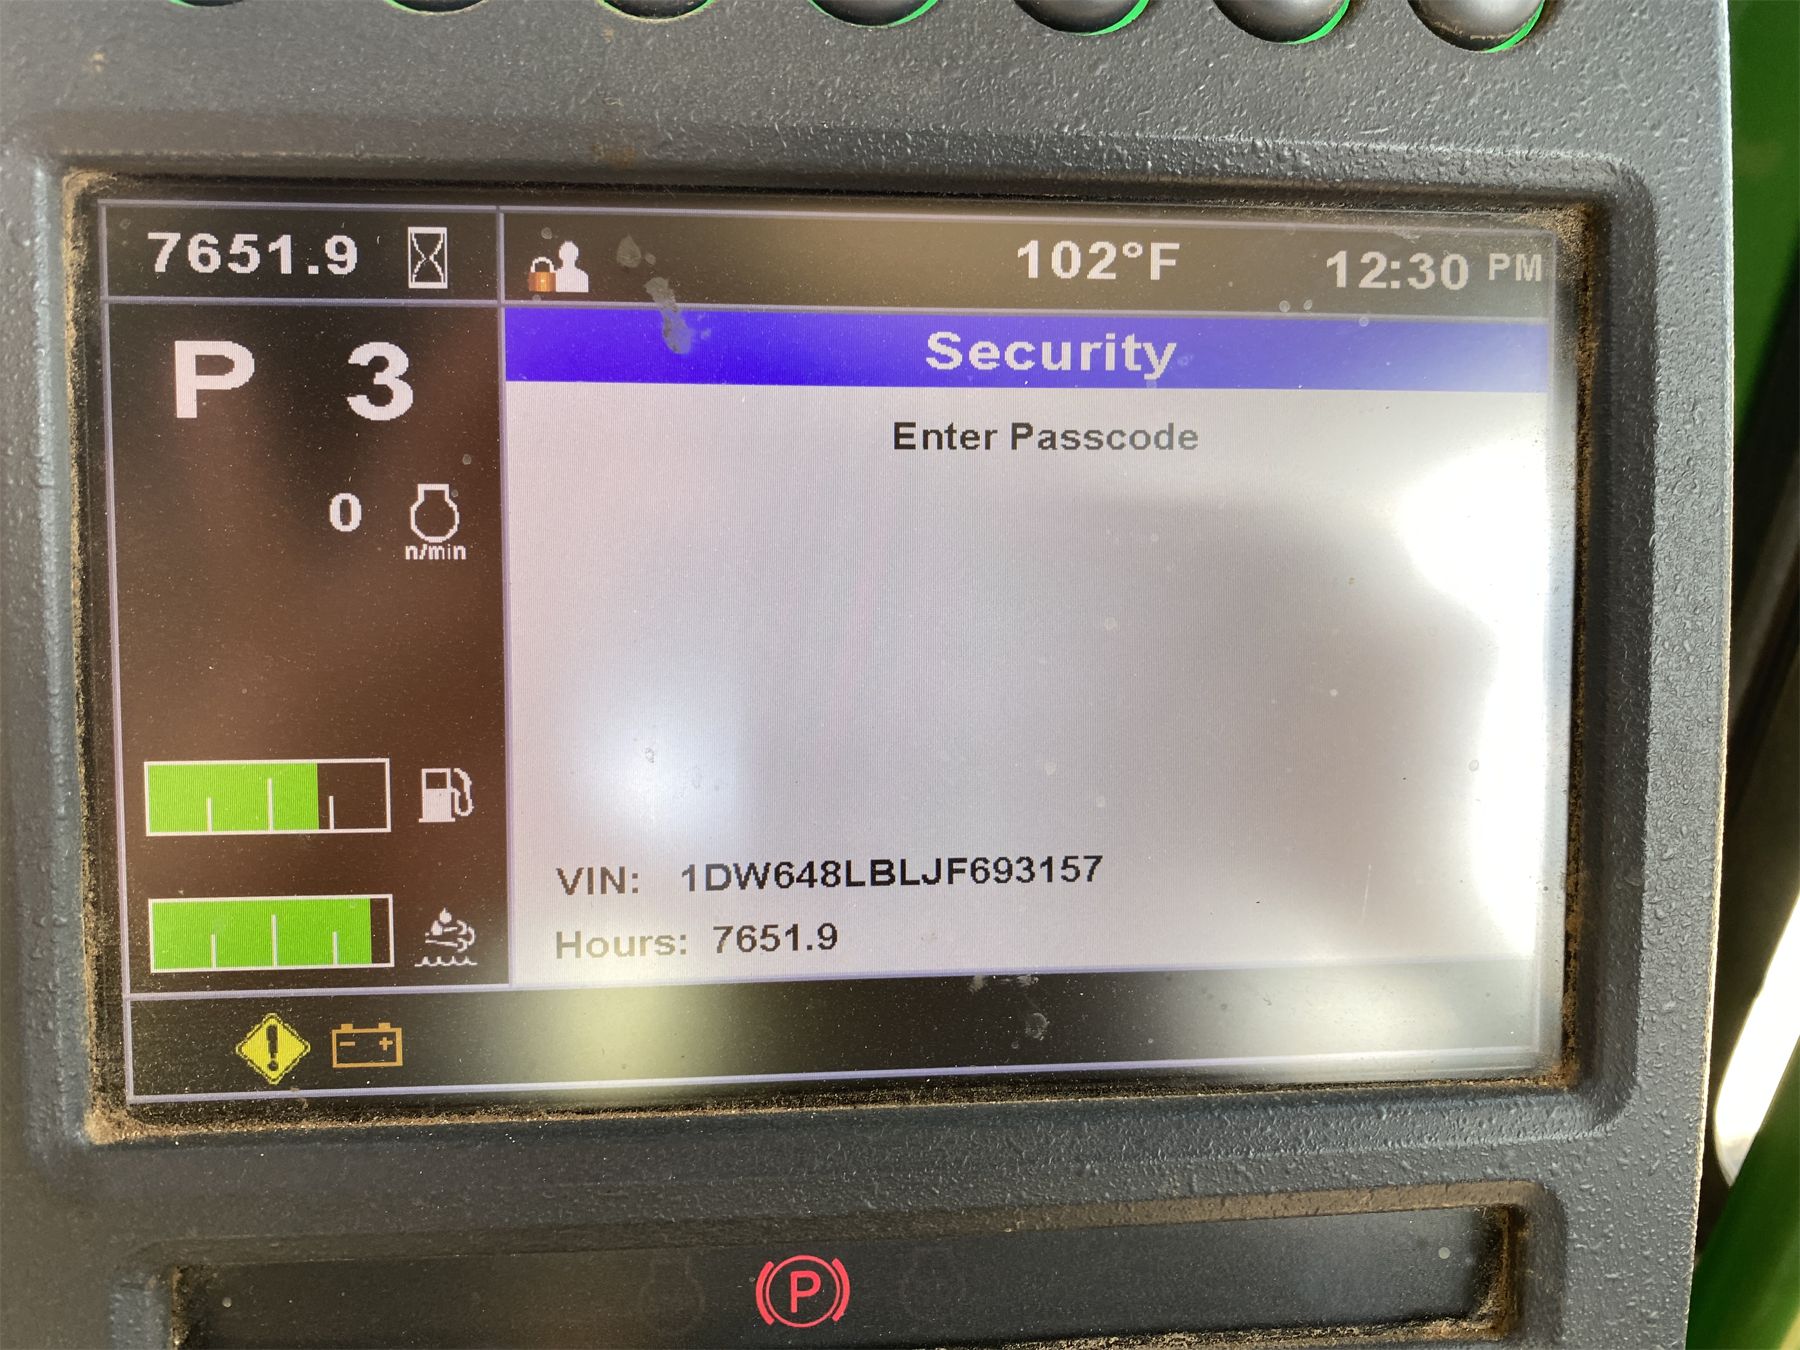 7651.9
102°F
12:30 PM
P 3
Security
Enter Passcode
0
n/min
VIN: 1DW648LBLJF693157
Hours: 7651.9
P